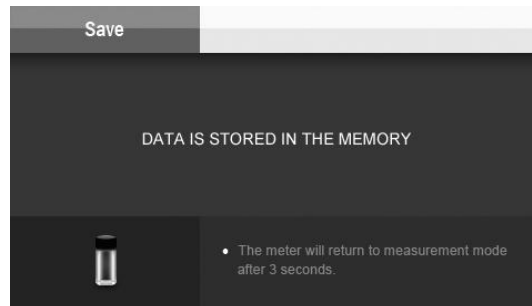 Save
DATA IS STORED IN THE MEMORY
• The meter will return to measurement mode
after 3 seconds.